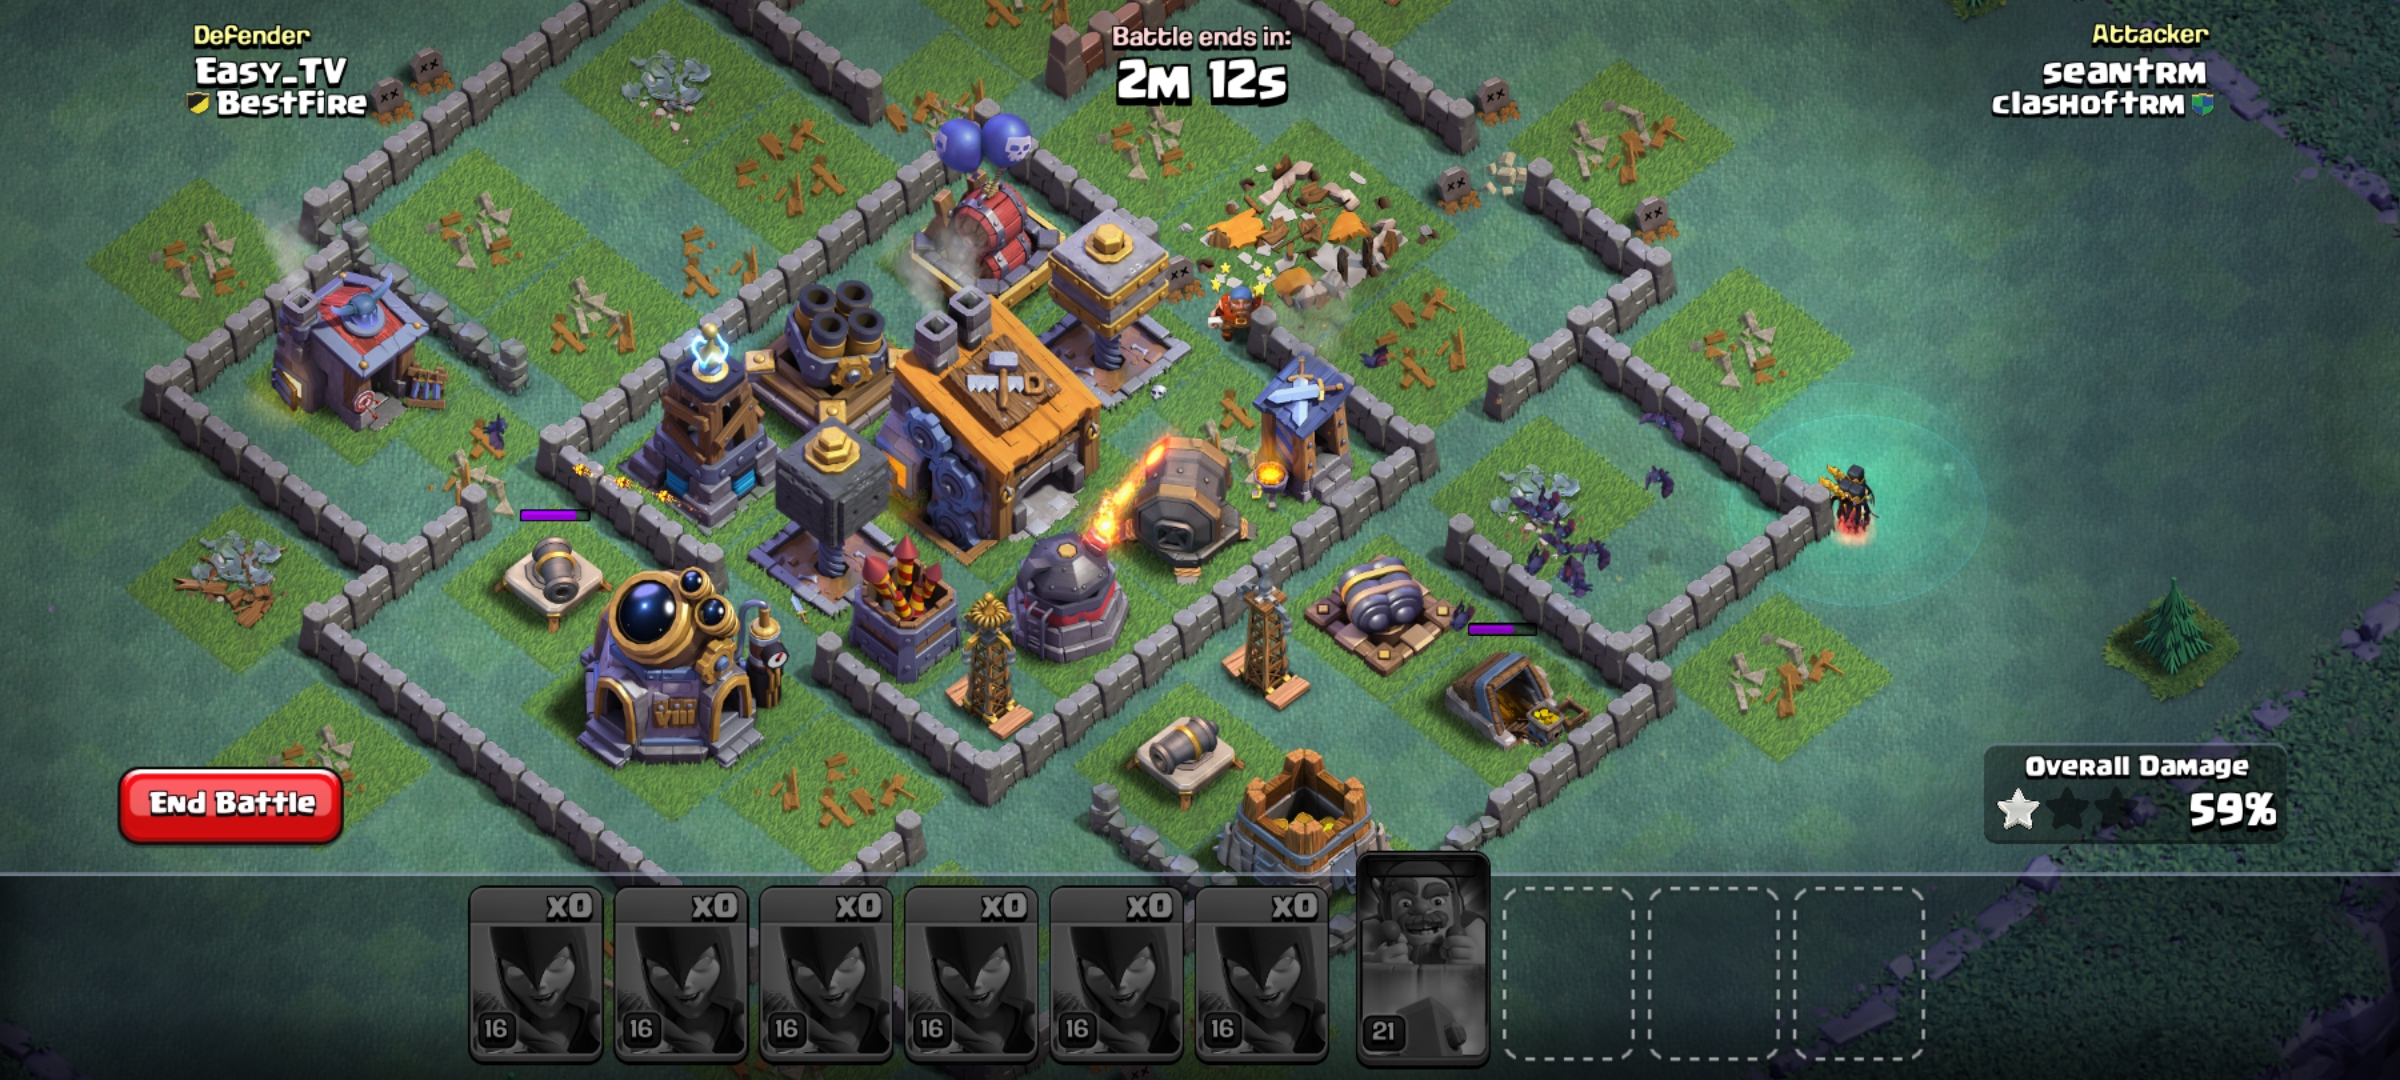 Defender
Easy_TV
BestFire
Battle ends in:
2M 12s
Attacker
seantRM
clashoftRM
VIII
End Battle
Overall Damage
59%
x0
x0
x0
x0
x0
x0
16
16
16
16
16
16
21